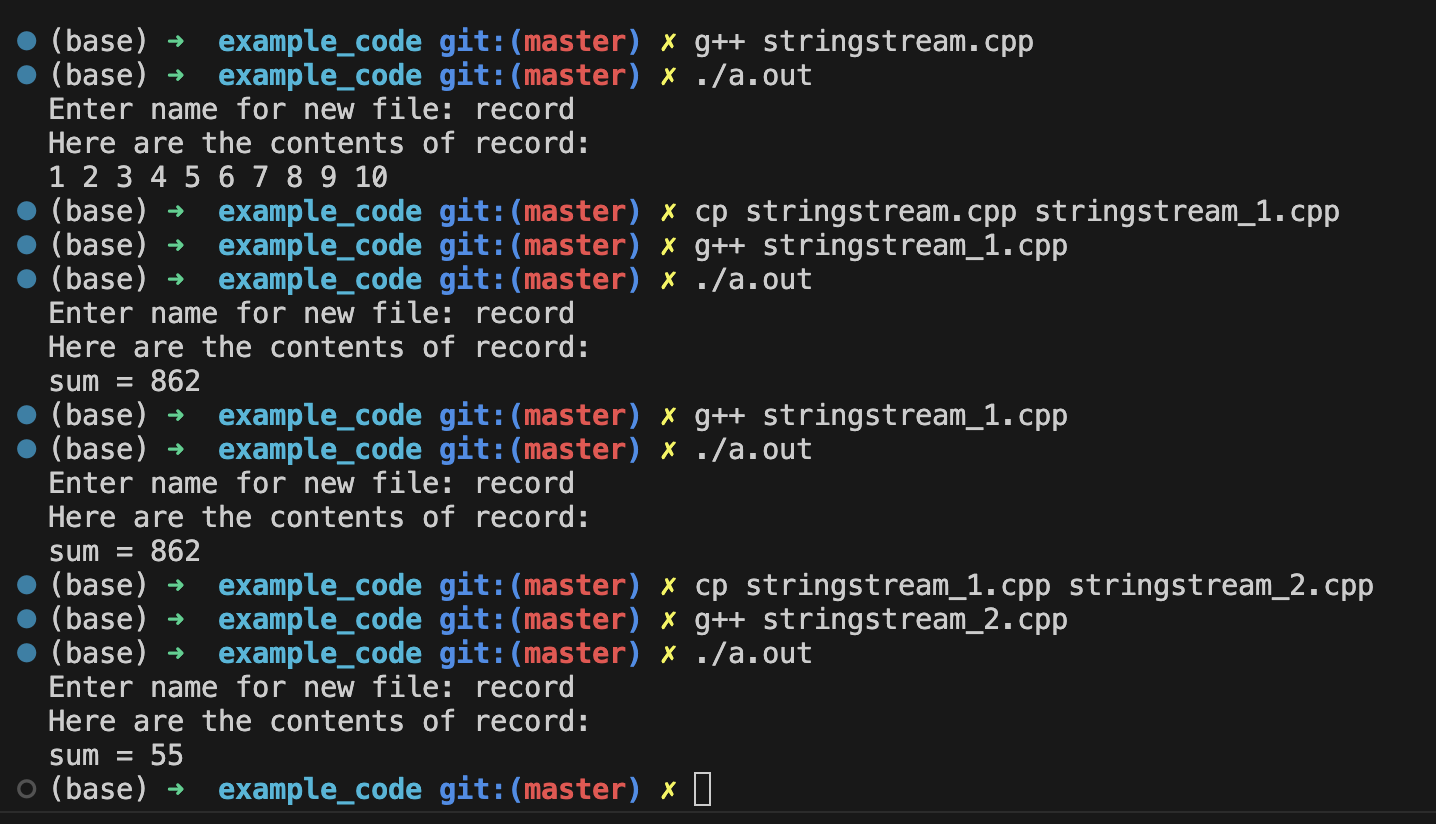 (base) ➜  example_code git:(master) ✗ g++ stringstream.cpp
(base) ➜  example_code git:(master) ✗ ./a.out
Enter name for new file: record
Here are the contents of record:
1 2 3 4 5 6 7 8 9 10
(base) ➜  example_code git:(master) ✗ cp stringstream.cpp stringstream_1.cpp
(base) ➜  example_code git:(master) ✗ g++ stringstream_1.cpp
(base) ➜  example_code git:(master) ✗ ./a.out
Enter name for new file: record
Here are the contents of record:
sum = 862
(base) ➜  example_code git:(master) ✗ g++ stringstream_1.cpp
(base) ➜  example_code git:(master) ✗ ./a.out
Enter name for new file: record
Here are the contents of record:
sum = 862
(base) ➜  example_code git:(master) ✗ cp stringstream_1.cpp stringstream_2.cpp
(base) ➜  example_code git:(master) ✗ g++ stringstream_2.cpp
(base) ➜  example_code git:(master) ✗ ./a.out
Enter name for new file: record
Here are the contents of record:
sum = 55
(base) ➜  example_code git:(master) ✗